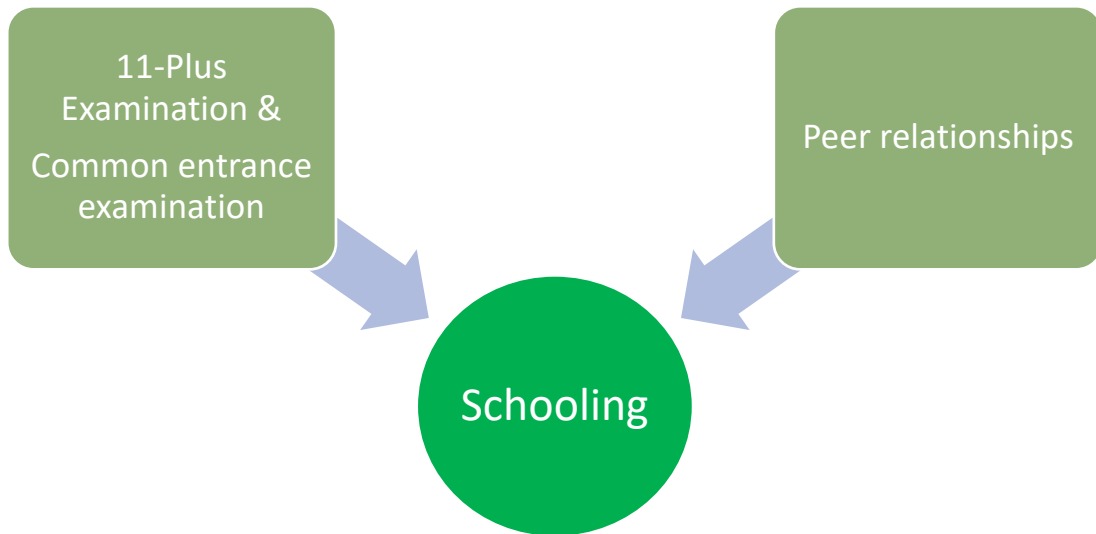 11-Plus
Examination &
Common entrance
examination
Peer relationships
Schooling